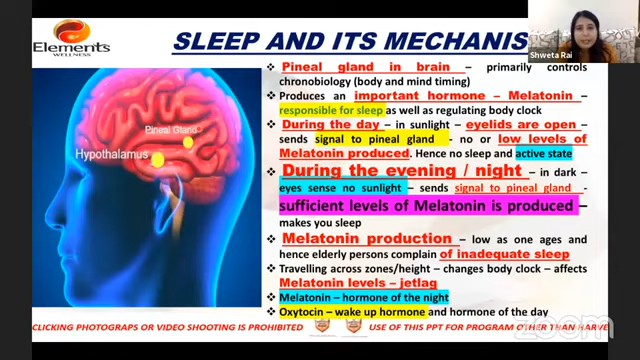 Elements
WELLNESS
SLEEP AND ITS MECHANIS
Shweta Rai
Pineal Gland
Hypothalamus
❖ Pineal gland in brain – primarily controls
chronobiology (body and mind timing)
❖ Produces an important hormone – Melatonin –
responsible for sleep as well as regulating body clock
❖ During the day – in sunlight – eyelids are open –
sends signal to pineal gland - no or low levels of
Melatonin produced. Hence no sleep and active state
❖ During the evening / night – in dark –
eyes sense no sunlight – sends signal to pineal gland -
sufficient levels of Melatonin is produced –
makes you sleep
❖ Melatonin production – low as one ages and
hence elderly persons complain of inadequate sleep
❖ Travelling across zones/height – changes body clock – affects
Melatonin levels – jetlag
❖ Melatonin – hormone of the night
❖ Oxytocin – wake up hormone and hormone of the day
CLICKING PHOTOGRAPS OR VIDEO SHOOTING IS PROHIBITED
USE OF THIS PPT FOR PROGRAM OTHER THAN HARVE
zoom